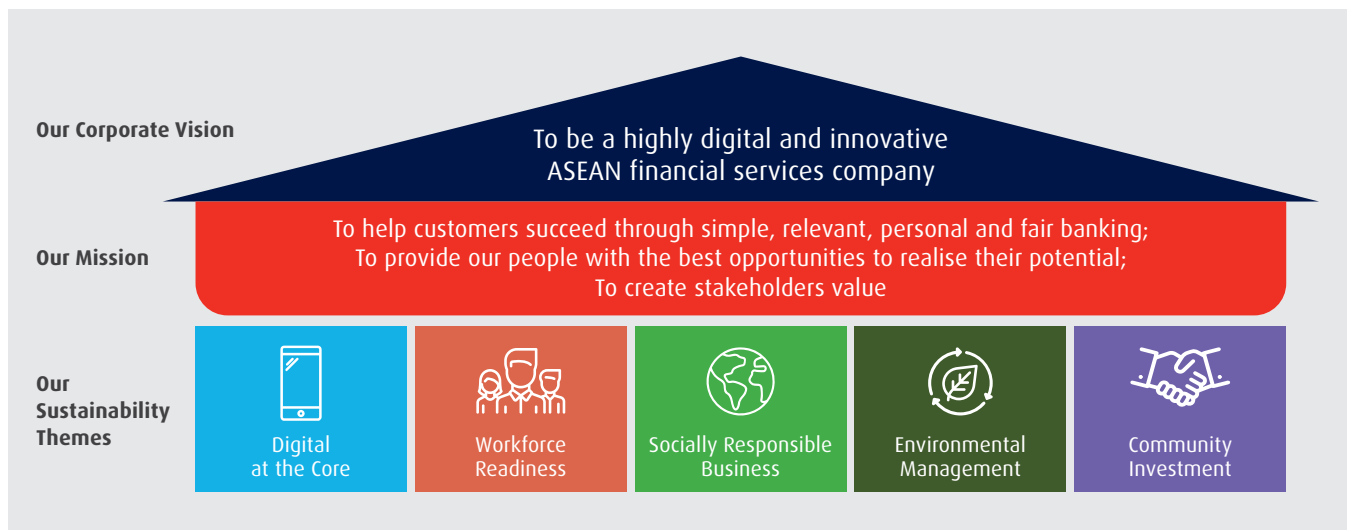 Our Corporate Vision
To be a highly digital and innovative
ASEAN financial services company
Our Mission
To help customers succeed through simple, relevant, personal and fair banking;
To provide our people with the best opportunities to realise their potential;
To create stakeholders value
Our
Sustainability
Themes
Digital
at the Core
Workforce
Readiness
Socially Responsible
Business
Environmental
Management
Community
Investment